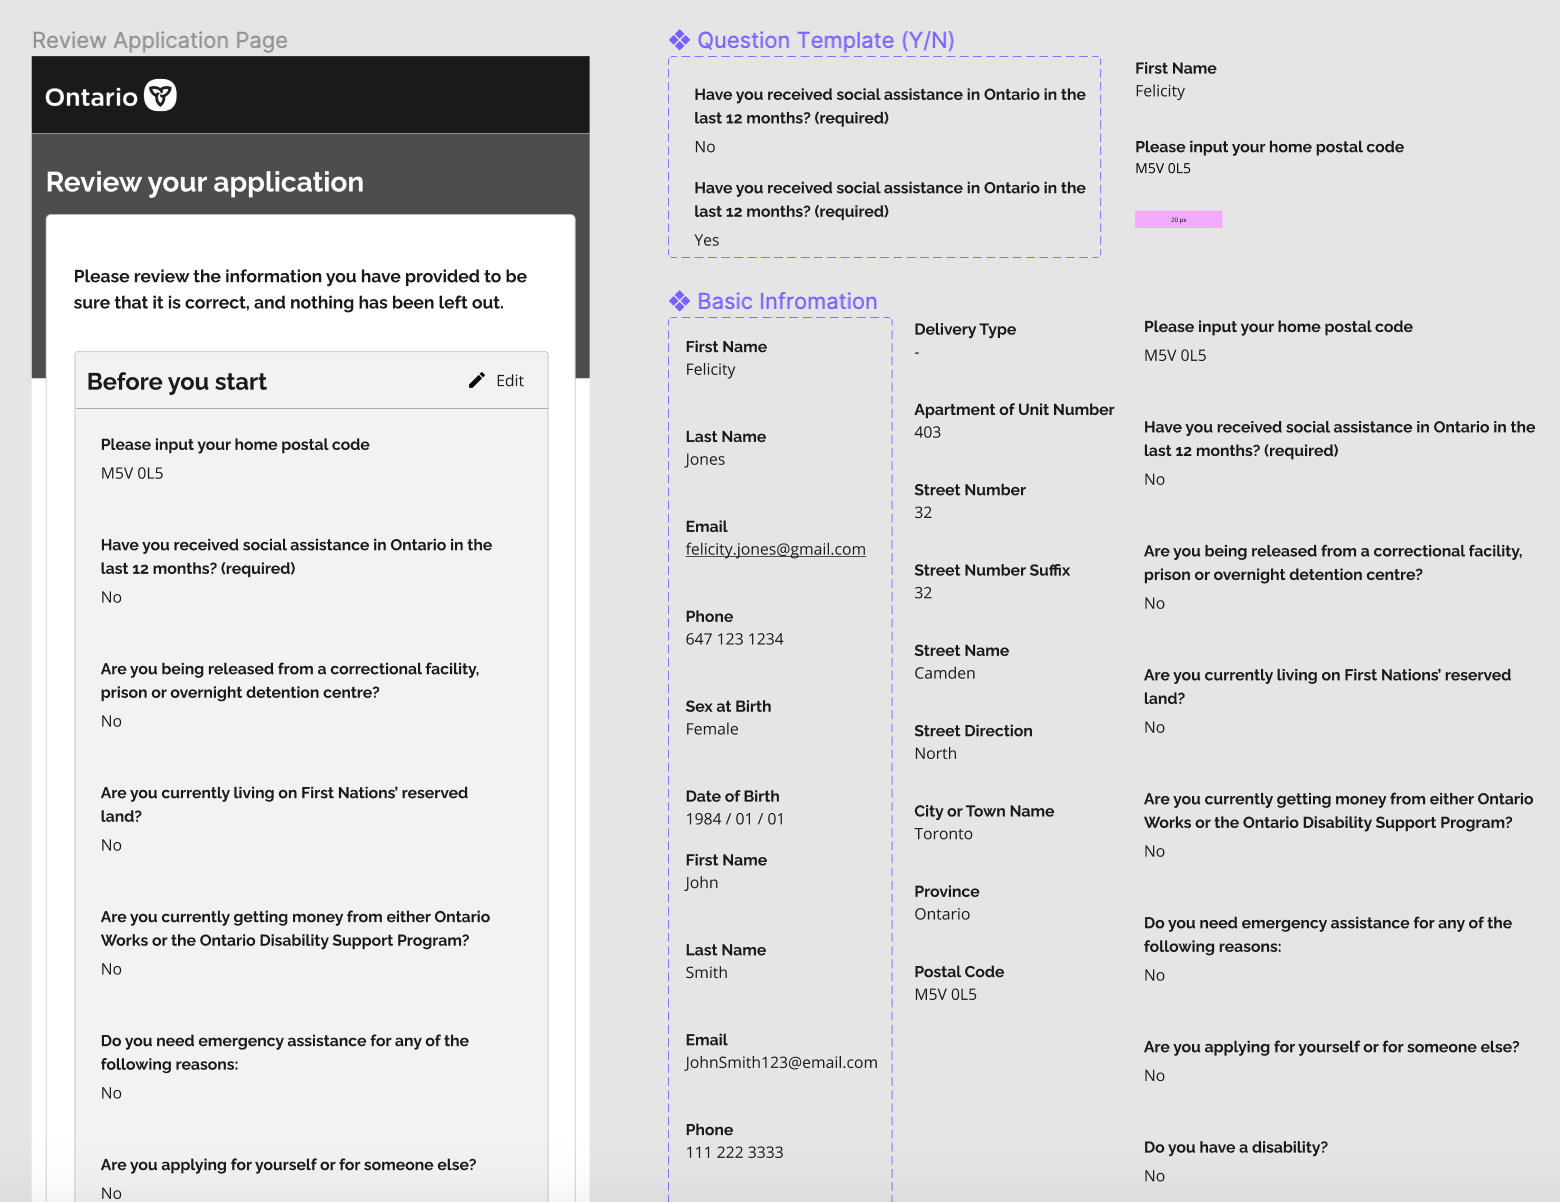 Review Application Page
Ontario
Review your application
Please review the information you have provided to be
sure that it is correct, and nothing has been left out.
Before you start
Edit
Please input your home postal code
M5V 0L5
Have you received social assistance in Ontario in the
last 12 months? (required)
No
Are you being released from a correctional facility,
prison or overnight detention centre?
No
Are you currently living on First Nations’ reserved
land?
No
Are you currently getting money from either Ontario
Works or the Ontario Disability Support Program?
No
Do you need emergency assistance for any of the
following reasons:
No
Are you applying for yourself or for someone else?
No
Question Template (Y/N)
Have you received social assistance in Ontario in the
last 12 months? (required)
No
Have you received social assistance in Ontario in the
last 12 months? (required)
Yes
First Name
Felicity
Please input your home postal code
M5V 0L5
20 px
Basic Infromation
First Name
Felicity
Last Name
Jones
Email
felicity.jones@gmail.com
Phone
647 123 1234
Sex at Birth
Female
Date of Birth
1984 / 01 / 01
First Name
John
Last Name
Smith
Email
JohnSmith123@email.com
Phone
111 222 3333
Delivery Type
-
Apartment of Unit Number
403
Street Number
32
Street Number Suffix
32
Street Name
Camden
Street Direction
North
City or Town Name
Toronto
Province
Ontario
Postal Code
M5V 0L5
Please input your home postal code
M5V 0L5
Have you received social assistance in Ontario in the
last 12 months? (required)
No
Are you being released from a correctional facility,
prison or overnight detention centre?
No
Are you currently living on First Nations’ reserved
land?
No
Are you currently getting money from either Ontario
Works or the Ontario Disability Support Program?
No
Do you need emergency assistance for any of the
following reasons:
No
Are you applying for yourself or for someone else?
No
Do you have a disability?
No